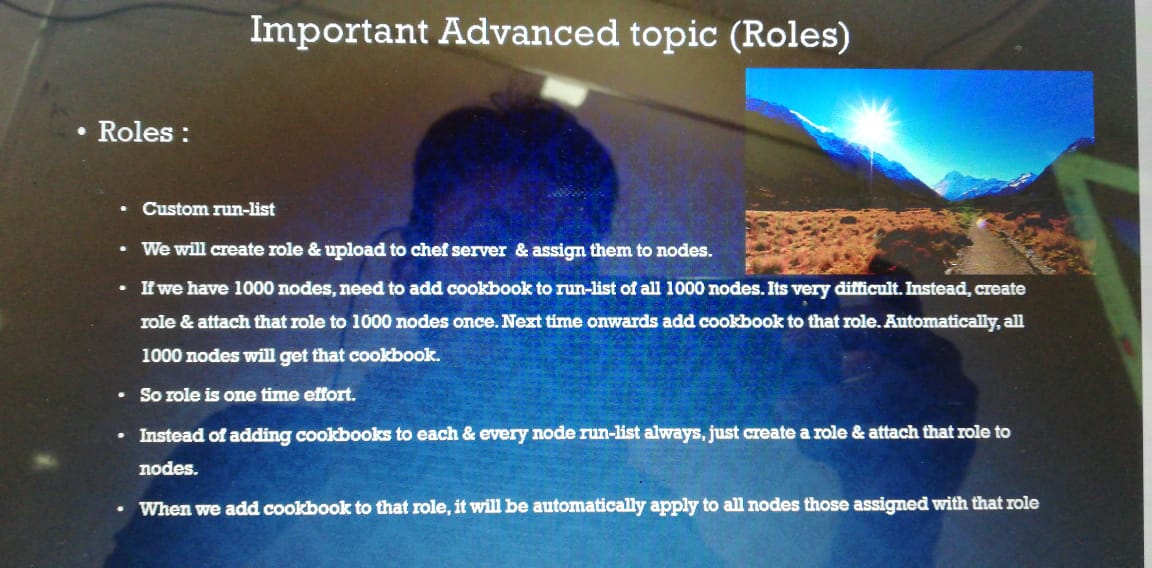 Important Advanced topic (Roles)
• Roles :
• Custom run-list
• We will create role & upload to chef server & assign them to nodes.
• If we have 1000 nodes, need to add cookbook to run-list of all 1000 nodes. Its very difficult. Instead, create
role & attach that role to 1000 nodes once. Next time onwards add cookbook to that role. Automatically, all
1000 nodes will get that cookbook.
• So role is one time effort.
• Instead of adding cookbooks to each & every node run-list always, just create a role & attach that role to
nodes.
• When we add cookbook to that role, it will be automatically apply to all nodes those assigned with that role